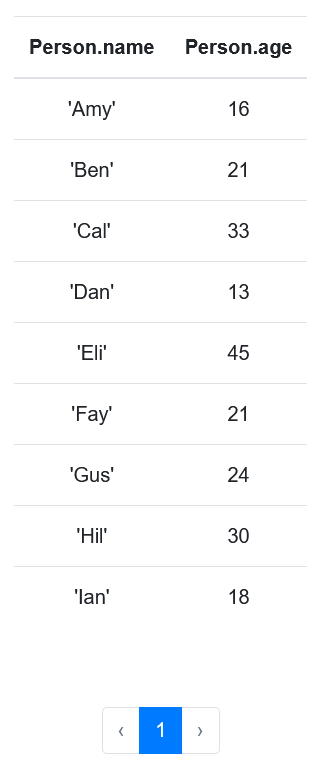 Person.name Person.age
'Amy' 16
'Ben' 21
'Cal' 33
'Dan' 13
'Eli' 45
'Fay' 21
'Gus' 24
'Hil' 30
'Ian' 18
‹ 1 ›